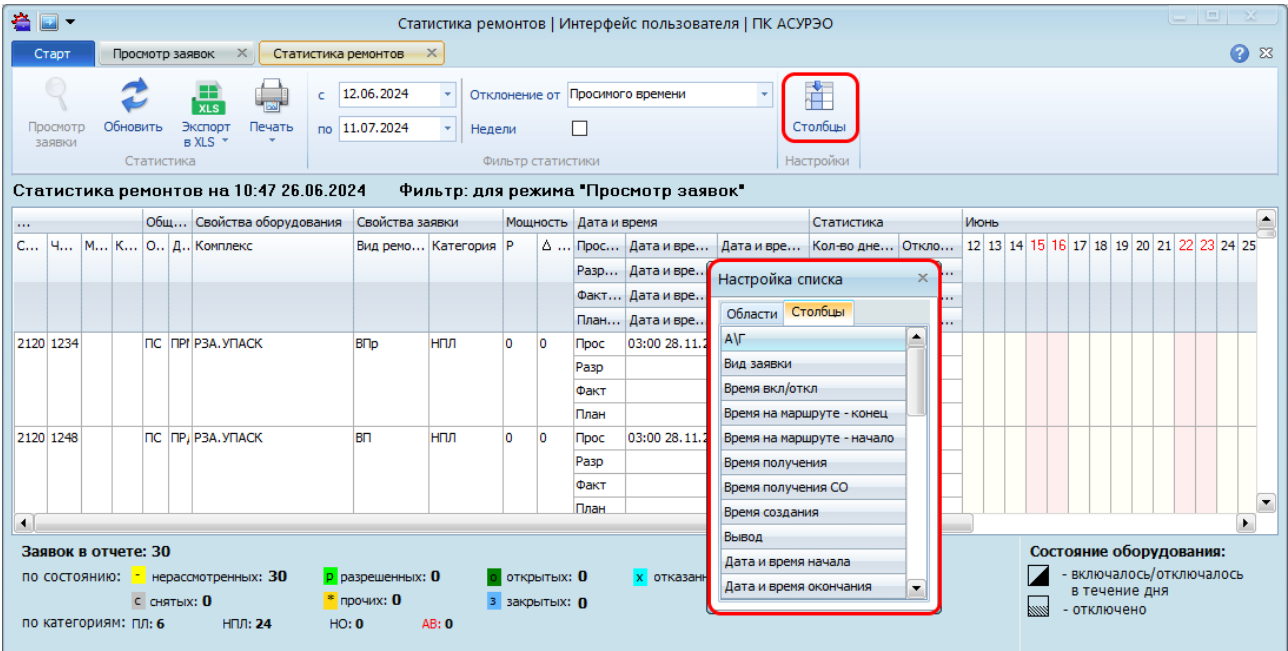 Статистика ремонтов | Интерфейс пользователя | ПК АСУРЭО
Старт Просмотр заявок Статистика ремонтов
Просмотр заявки Обновить XLS Экспорт в XLS Печать
с 12.06.2024 Отклонение от Просимого времени
по 11.07.2024 Недели
Столбцы
Статистика Фильтр статистики Настройки
Статистика ремонтов на 10:47 26.06.2024 Фильтр: для режима "Просмотр заявок"
... Общ... Свойства оборудования Свойства заявки Мощность Дата и время Статистика Июнь
С... Ч... М... К... О.. Д.. Комплекс Вид ремо... Категория Р Δ ... Прос... Дата и вре... Дата и вре... Кол-во дне... Откло... 12 13 14 15 16 17 18 19 20 21 22 23 24 25
Разр... Дата и вре...
Факт... Дата и вре...
План... Дата и вре...
2120 1234 ПС РЗА.УПАСК ВПр НПЛ 0 0 Прос 03:00 28.11.2
Разр
Факт
План
2120 1248 ПС РЗА.УПАСК ВП НПЛ 0 0 Прос 03:00 28.11.2
Разр
Факт
План
Настройка списка
Области Столбцы
А\Г
Вид заявки
Время вкл/откл
Время на маршруте - конец
Время на маршруте - начало
Время получения
Время получения СО
Время создания
Вывод
Дата и время начала
Дата и время окончания
Заявок в отчете: 30
по состоянию: - нерассмотренных: 30 р разрешенных: 0 о открытых: 0 х отказанн
с снятых: 0 * прочих: 0 з закрытых: 0
по категориям: ПЛ: 6 НПЛ: 24 НО: 0 АВ: 0
Состояние оборудования:
- включалось/отключалось
в течение дня
- отключено